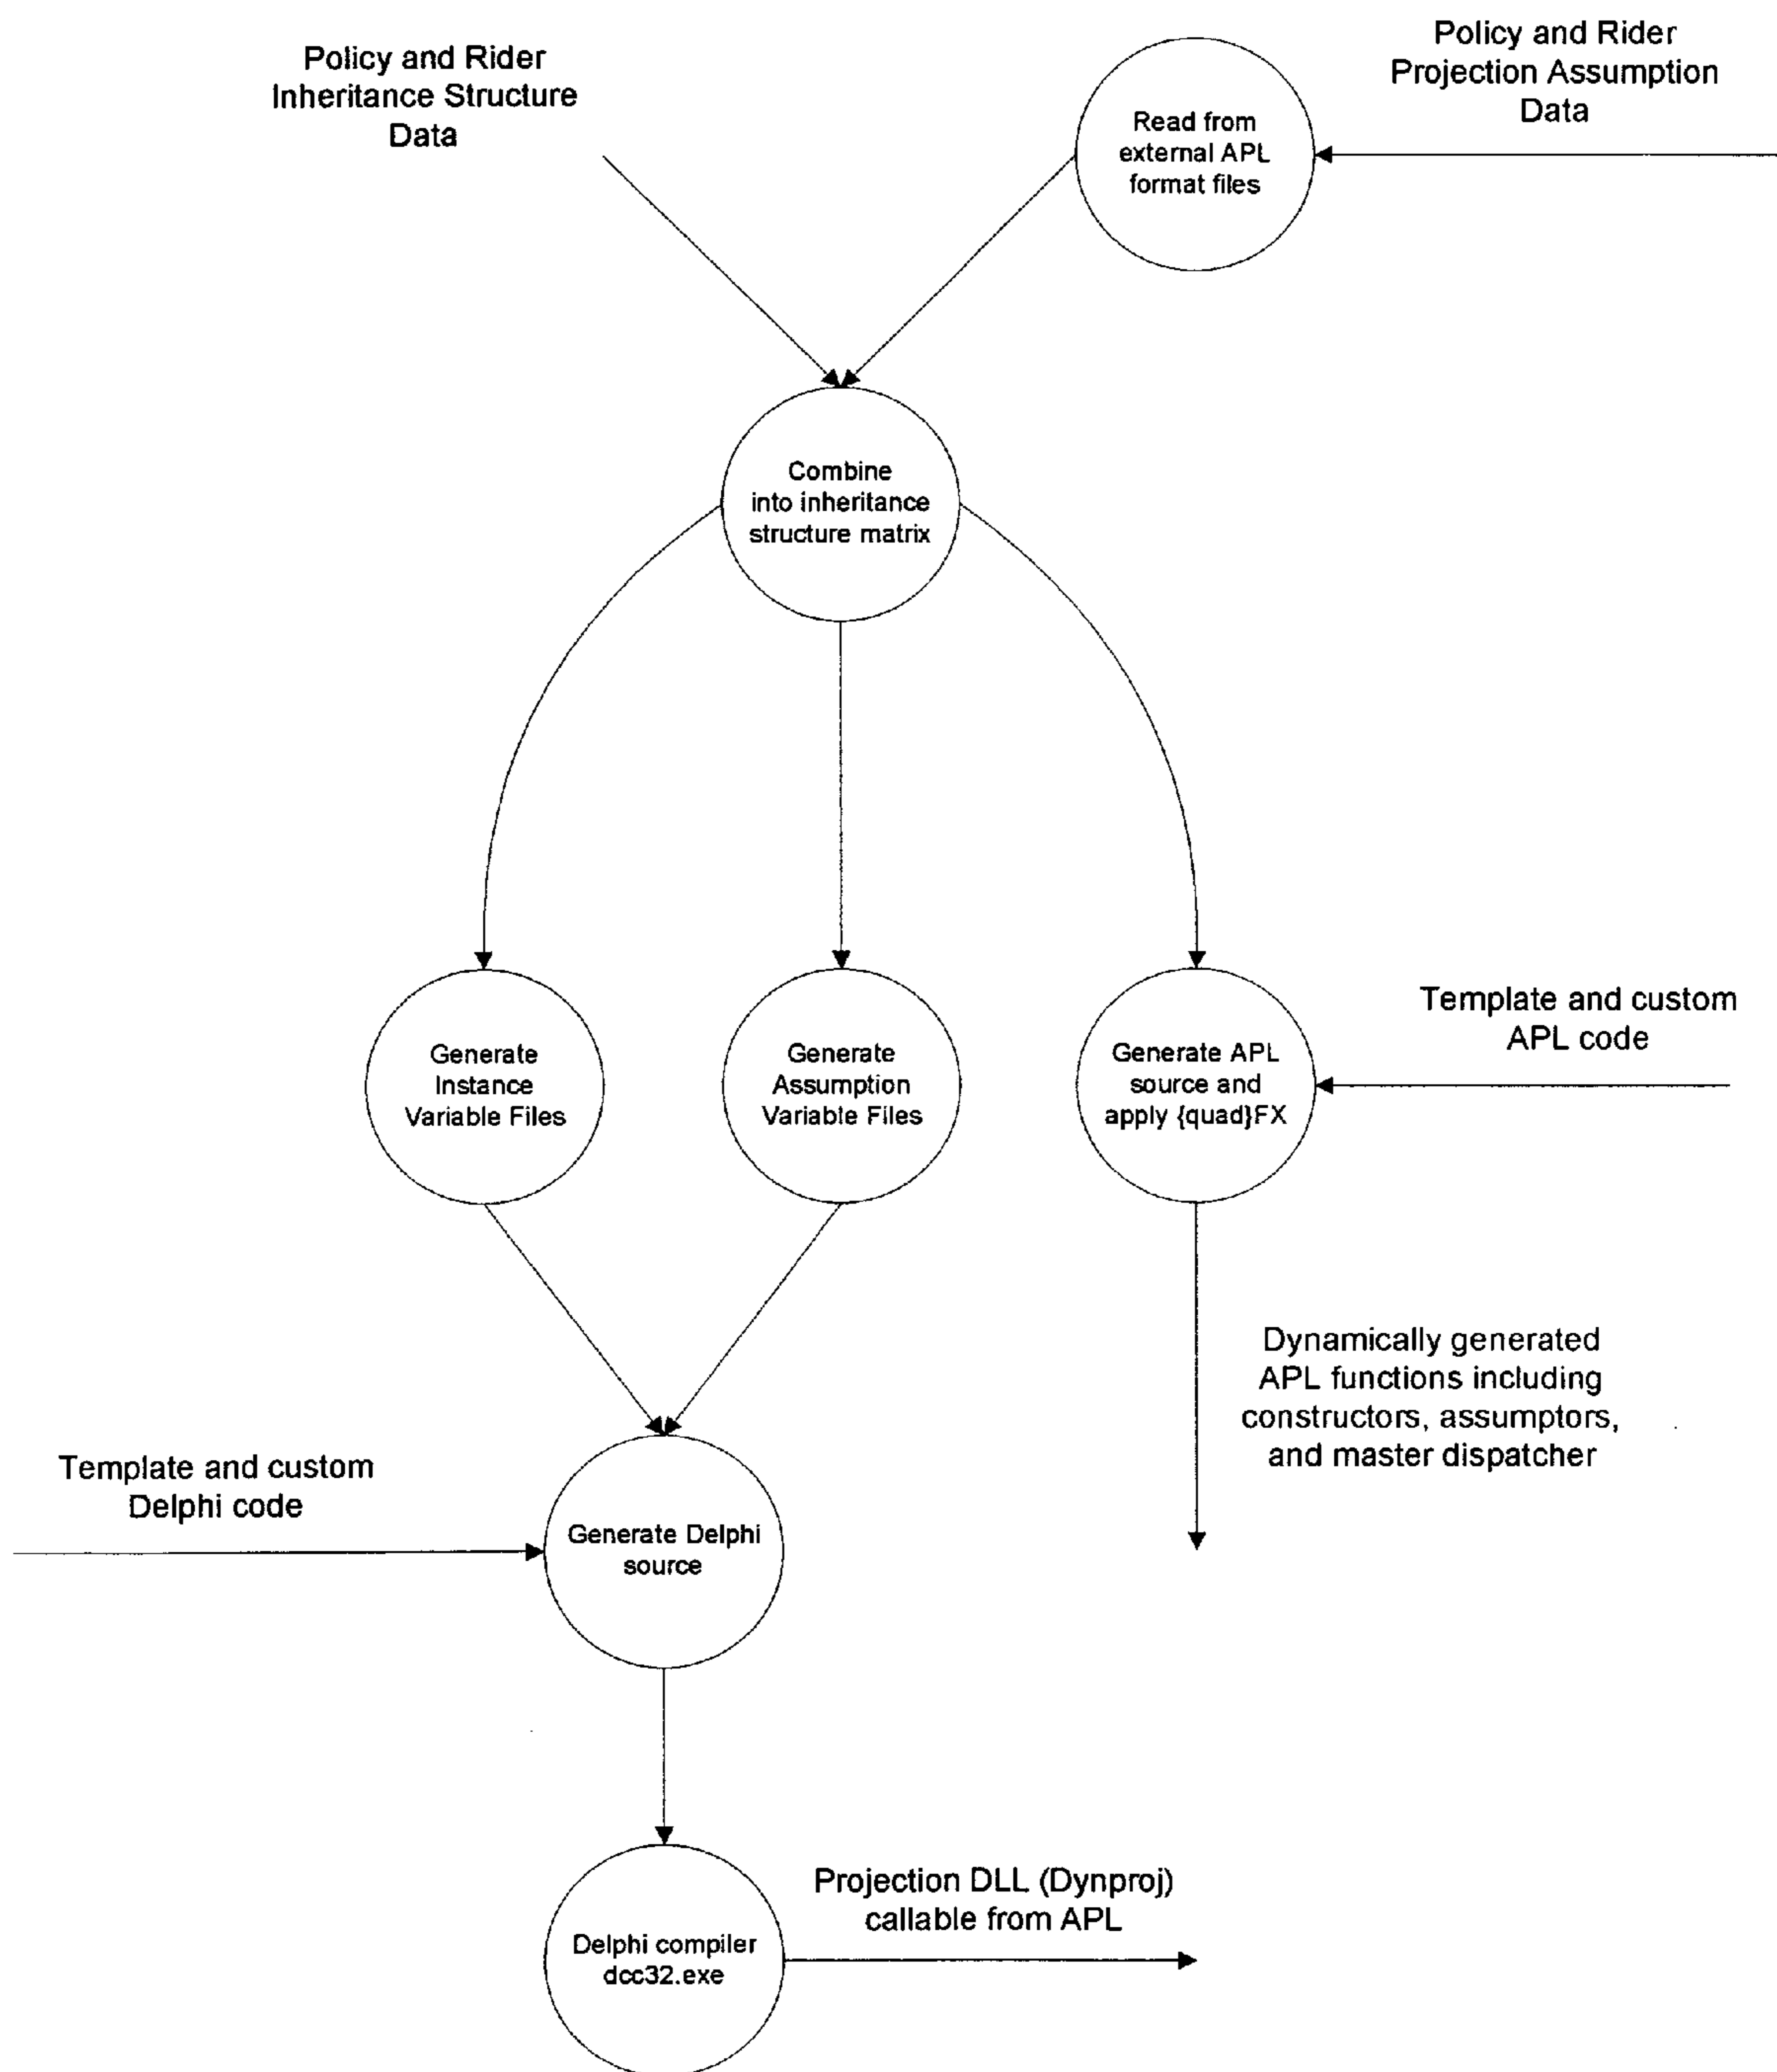 Policy and Rider
Inheritance Structure
Data
Policy and Rider
Projection Assumption
Data
Read from
external APL
format files
Combine
into inheritance
structure matrix
Generate
Instance
Variable Files
Generate
Assumption
Variable Files
Generate APL
source and
apply {quad}FX
Template and custom
APL code
Dynamically generated
APL functions including
constructors, assumptors,
and master dispatcher
Template and custom
Delphi code
Generate Delphi
source
Delphi compiler
dcc32.exe
Projection DLL (Dynproj)
callable from APL